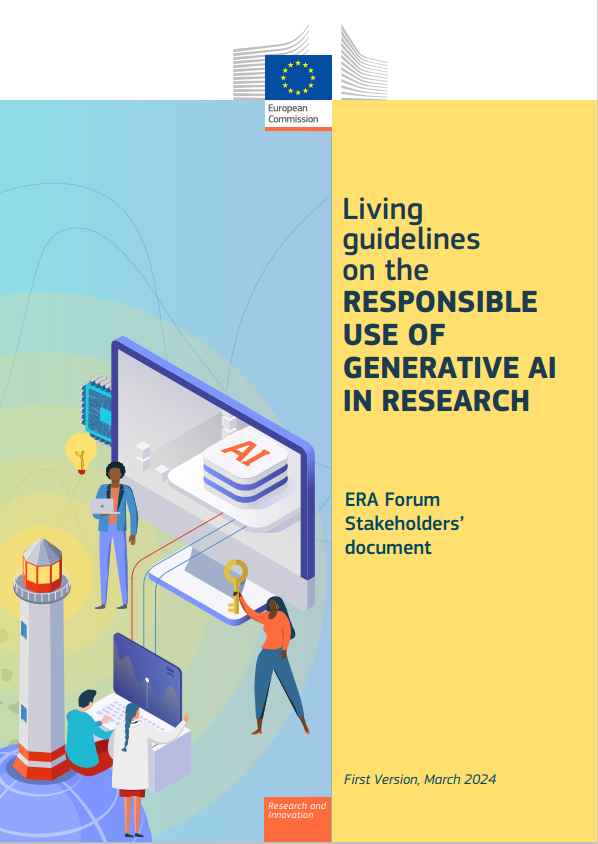 European
Commission
Living
guidelines
on the
RESPONSIBLE
USE OF
GENERATIVE AI
IN RESEARCH
ERA Forum
Stakeholders’
document
AI
First Version, March 2024
Research and
Innovation